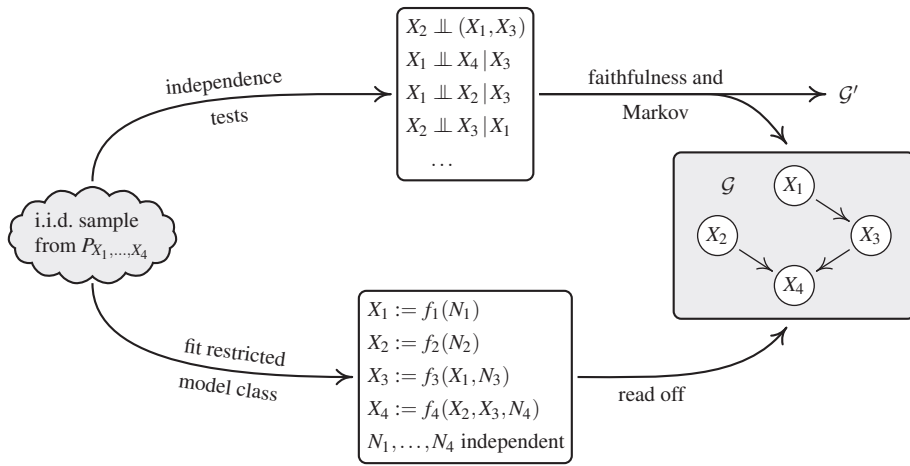 X₂ ⫫ (X₁, X₃)
X₁ ⫫ X₄ | X₃
X₁ ⫫ X₂ | X₃
X₂ ⫫ X₃ | X₁
...
independence
tests
faithfulness and
Markov
𝒢′
i.i.d. sample
from P_{X₁,...,X₄}
𝒢
X₁
X₂
X₃
X₄
fit restricted
model class
X₁ := f₁(N₁)
X₂ := f₂(N₂)
X₃ := f₃(X₁, N₃)
X₄ := f₄(X₂, X₃, N₄)
N₁, ..., N₄ independent
read off